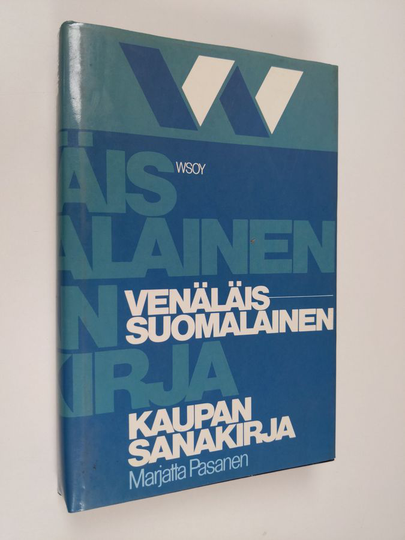 WSOY
ÄIS
ALAINEN
N
KIRJA
VENÄLÄIS
SUOMALAINEN
KAUPAN
SANAKIRJA
Marjatta Pasanen